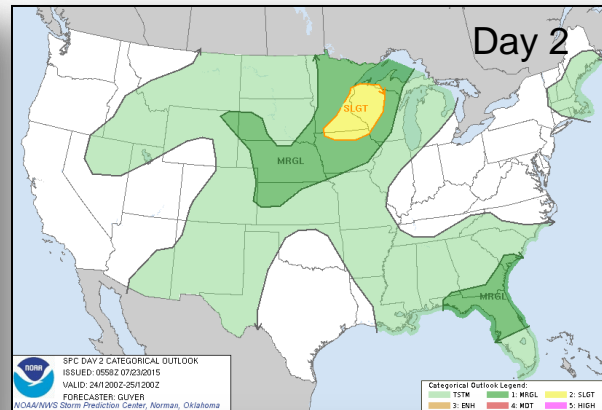 Day 2
SLGT
MRGL
MRGL
NOAA
SPC DAY 2 CATEGORICAL OUTLOOK
ISSUED: 0558Z 07/23/2015
VALID: 24/1200Z-25/1200Z
FORECASTER: GUYER
NOAA/NWS Storm Prediction Center, Norman, Oklahoma
Categorical Outlook Legend:
TSTM 1: MRGL 2: SLGT
3: ENH 4: MDT 5: HIGH